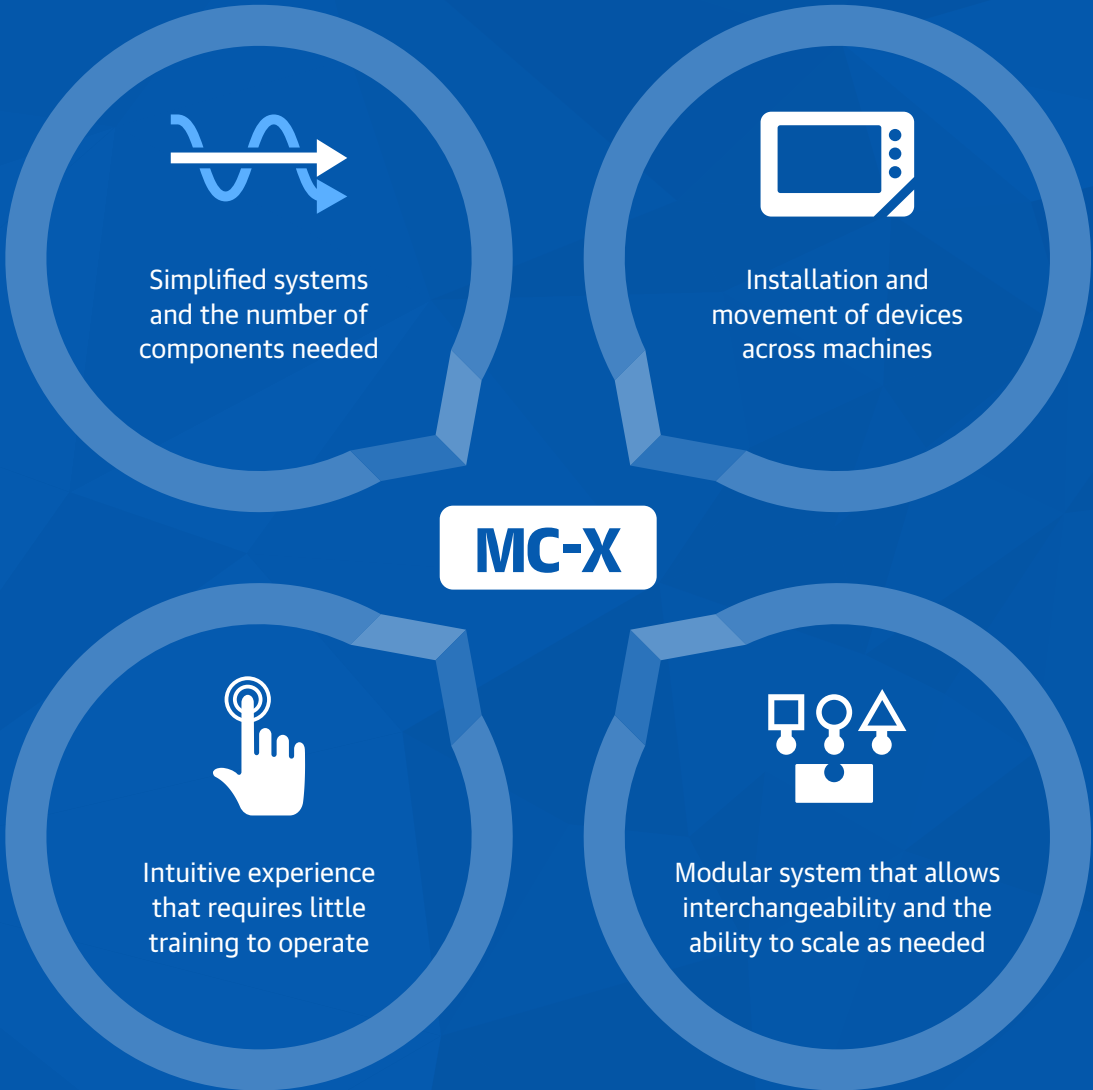 Simplified systems
and the number of
components needed
Installation and
movement of devices
across machines
MC-X
Intuitive experience
that requires little
training to operate
Modular system that allows
interchangeability and the
ability to scale as needed